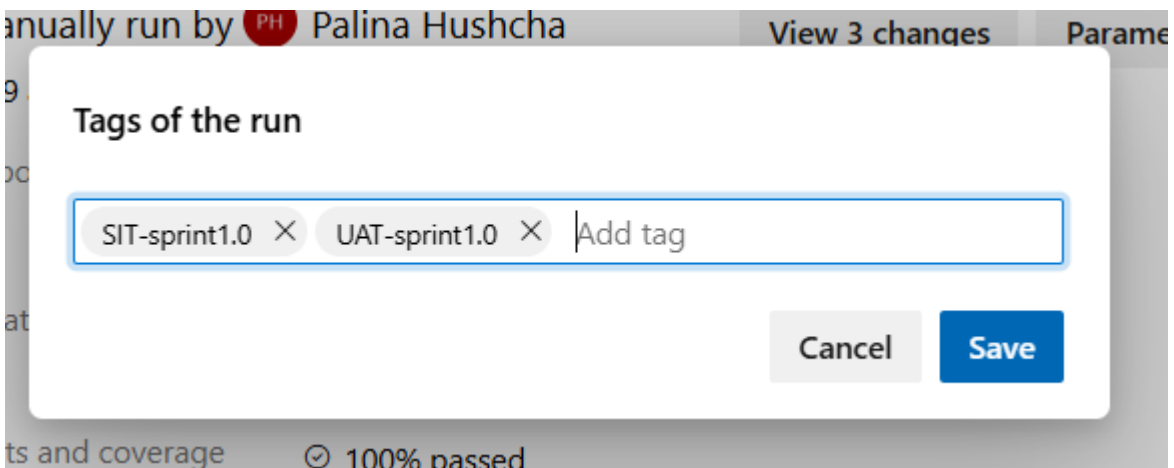 anually run by PH Palina Hushcha
View 3 changes
Parame
9
Tags of the run
SIT-sprint1.0 UAT-sprint1.0 Add tag
at
Cancel Save
ts and coverage
100% passed